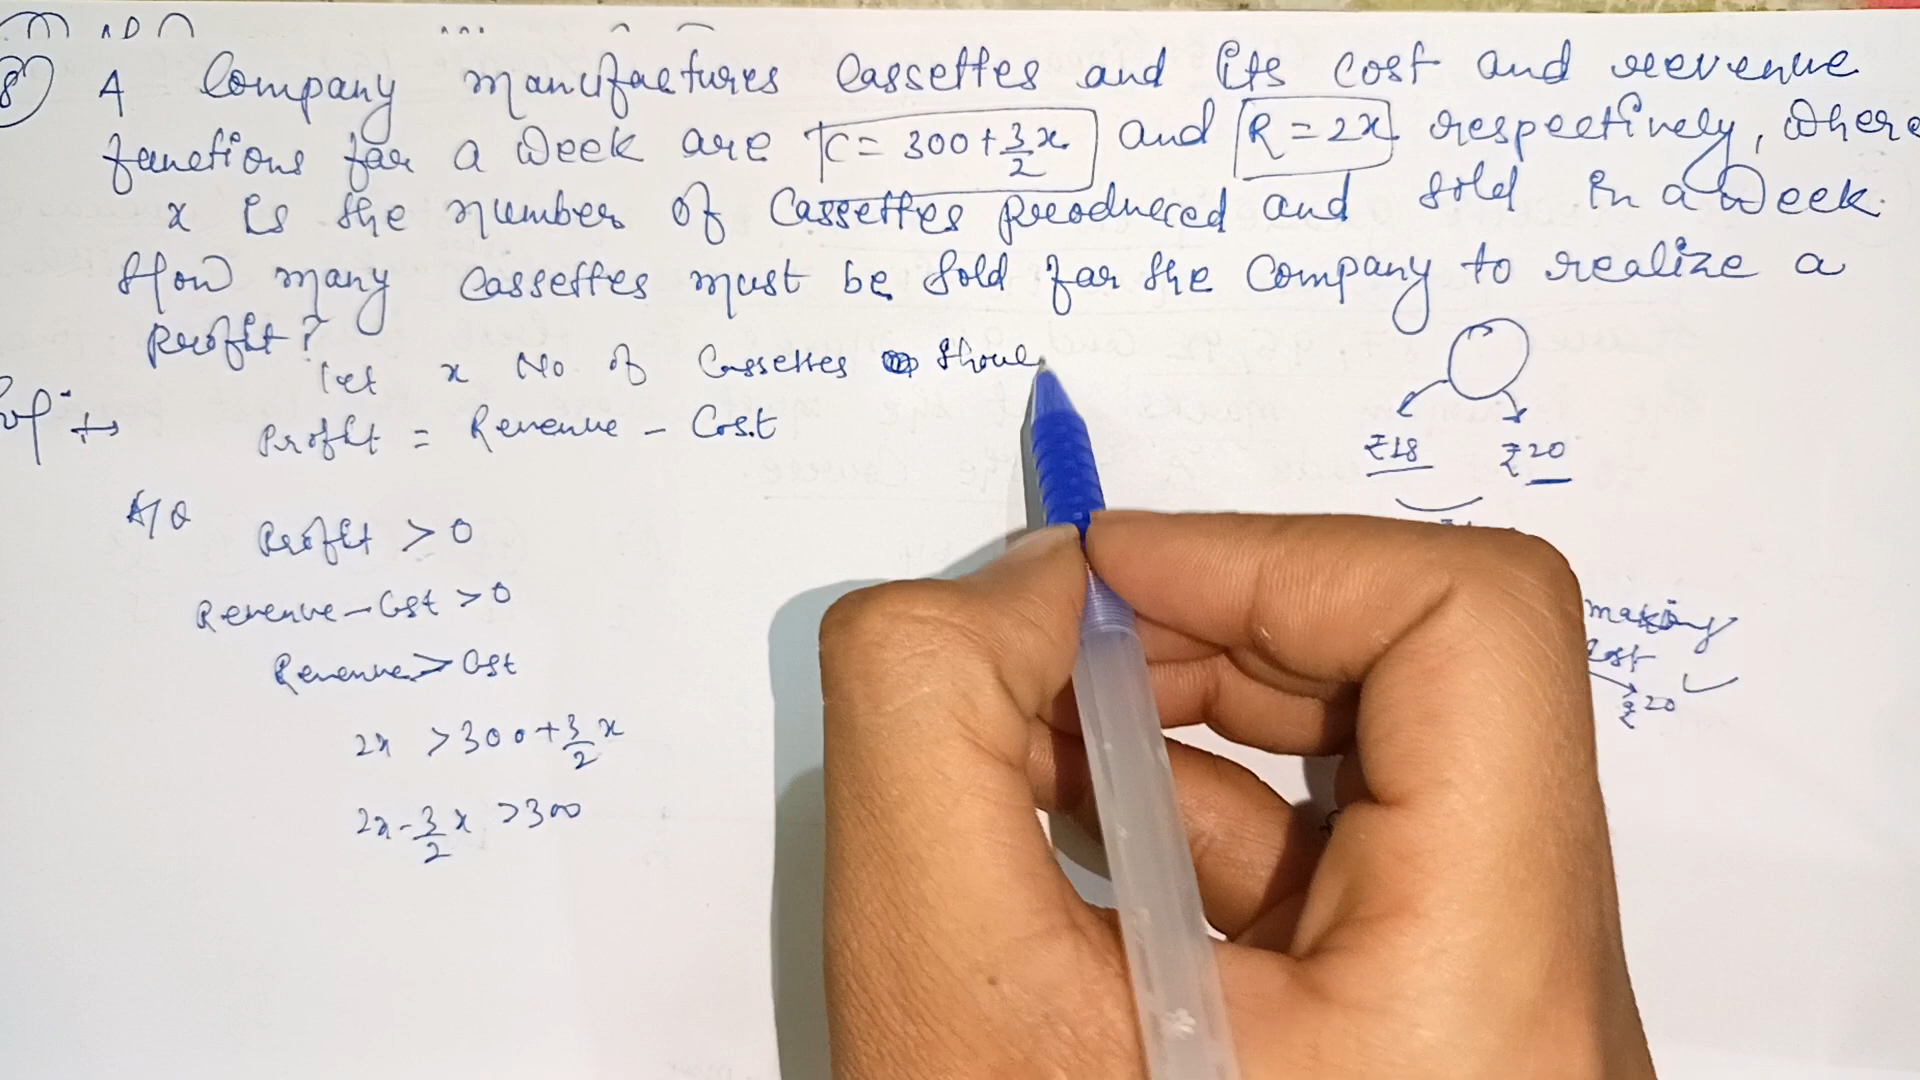 8) A Company manufactures Cassettes and its cost and revenue
functions for a week are C = 300 + 3/2 x and R = 2x respectively, where
x is the number of Cassettes produced and sold in a week.
How many Cassettes must be sold for the Company to realize a
Profit?
let x No of Cassettes Shoul
Profit = Revenue - Cost
A/Q
Profit > 0
Revenue - Cost > 0
Revenue > Cost
2x > 300 + 3/2 x
2x - 3/2 x > 300
₹18 ₹20
making
Cost
₹20